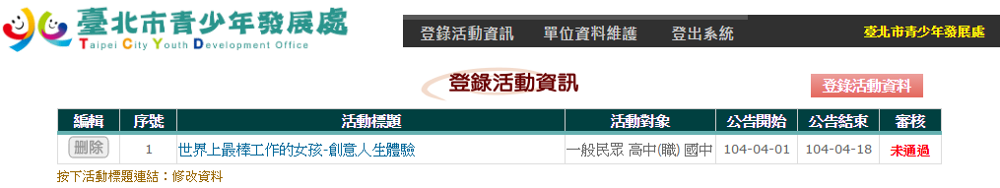 臺北市青少年發展處
Taipei City Youth Development Office
登錄活動資訊 單位資料維護 登出系統 臺北市青少年發展處
登錄活動資訊
登錄活動資料
編輯 序號 活動標題 活動對象 公告開始 公告結束 審核
刪除 1 世界上最棒工作的女孩-創意人生體驗 一般民眾 高中(職) 國中 104-04-01 104-04-18 未通過
按下活動標題連結：修改資料